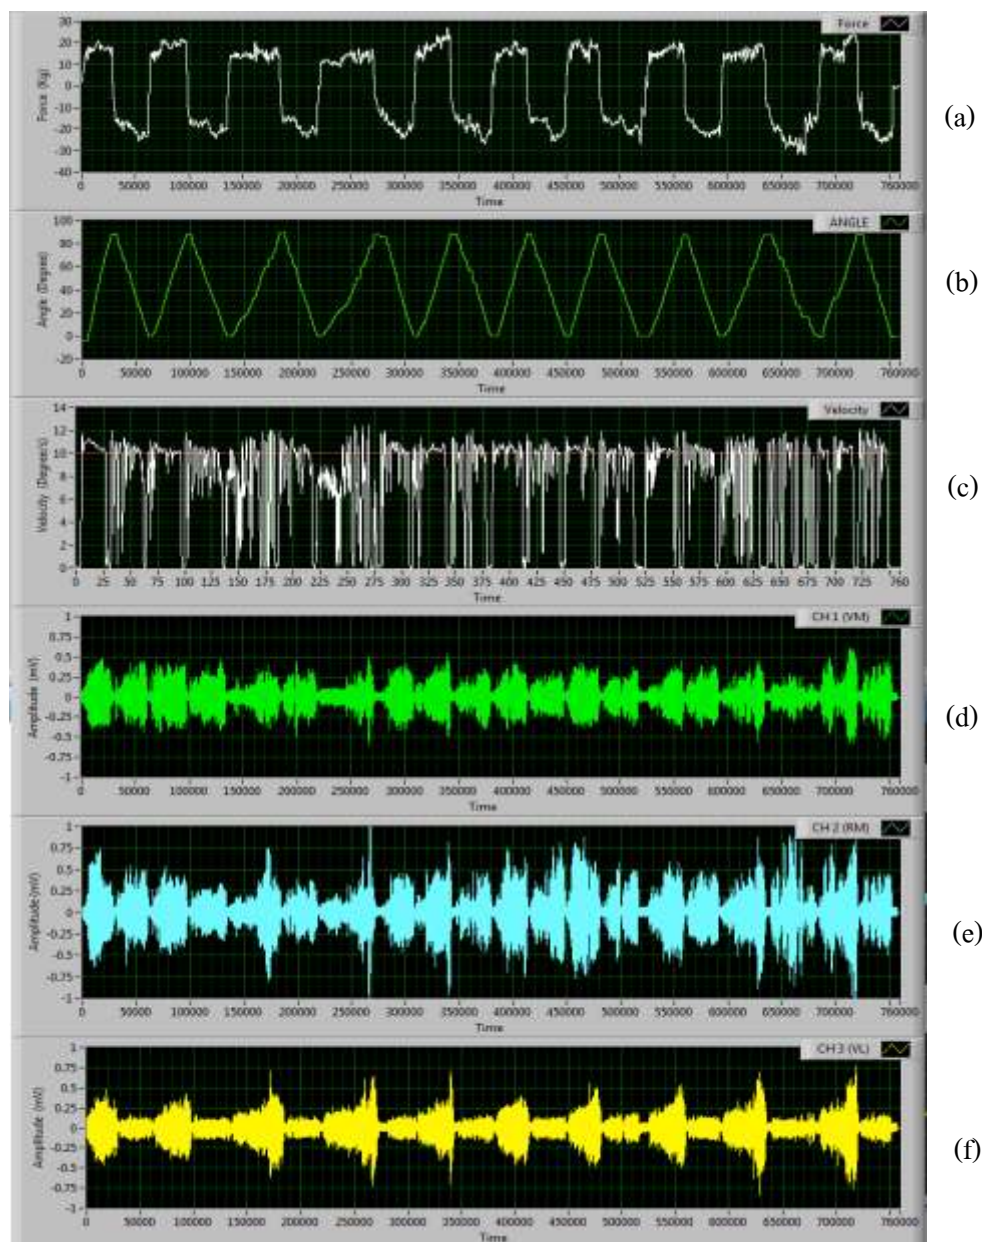 Force
30
20
10
0
-10
-20
-30
-40
Force (Kg)
0 50000 100000 150000 200000 250000 300000 350000 400000 450000 500000 550000 600000 650000 700000 760000
Time
(a)
ANGLE
100
80
60
40
20
0
-20
Angle (Degree)
0 50000 100000 150000 200000 250000 300000 350000 400000 450000 500000 550000 600000 650000 700000 760000
Time
(b)
Velocity
14
12
10
8
6
4
2
0
Velocity (Degree/s)
0 25 50 75 100 125 150 175 200 225 250 275 300 325 350 375 400 425 450 475 500 525 550 575 600 625 650 675 700 725 760
Time
(c)
CH 1 (VM)
1
0.75
0.5
0.25
0
-0.25
-0.5
-0.75
-1
Amplitude (mV)
0 50000 100000 150000 200000 250000 300000 350000 400000 450000 500000 550000 600000 650000 700000 760000
Time
(d)
CH 2 (RM)
1
0.75
0.5
0.25
0
-0.25
-0.5
-0.75
-1
Amplitude (mV)
0 50000 100000 150000 200000 250000 300000 350000 400000 450000 500000 550000 600000 650000 700000 760000
Time
(e)
CH 3 (VL)
1
0.75
0.5
0.25
0
-0.25
-0.5
-0.75
-1
Amplitude (mV)
0 50000 100000 150000 200000 250000 300000 350000 400000 450000 500000 550000 600000 650000 700000 760000
Time
(f)